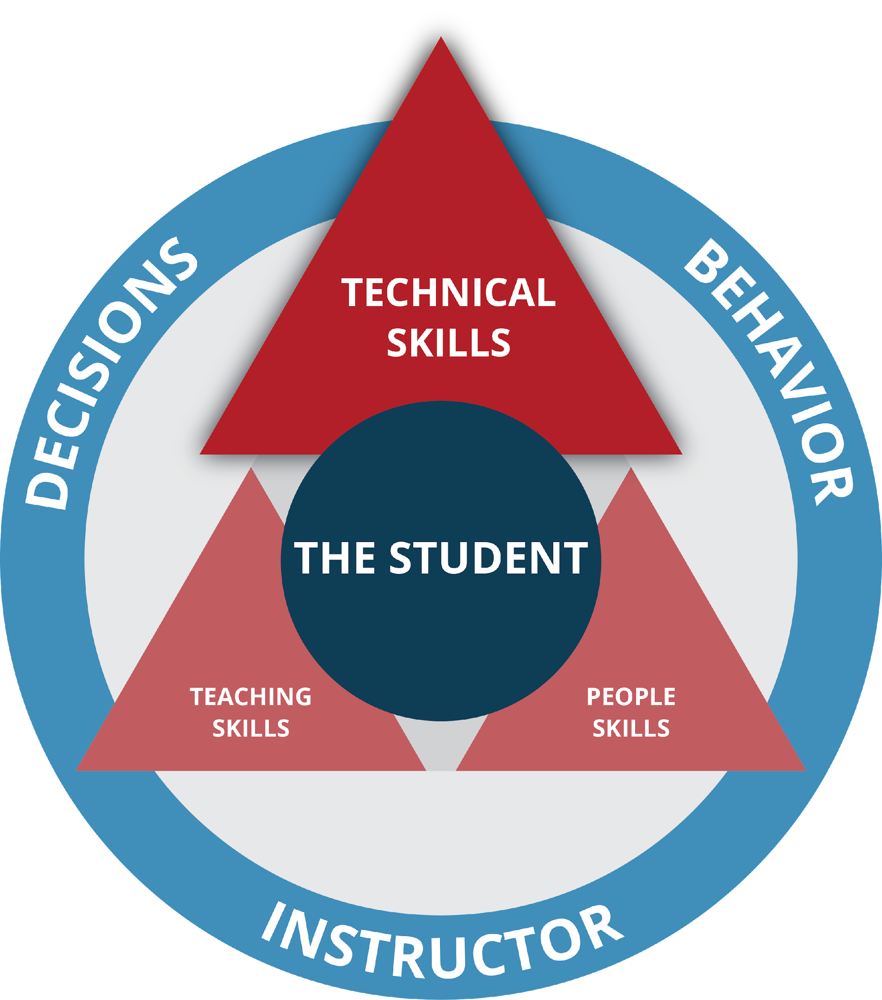 DECISIONS
BEHAVIOR
TECHNICAL
SKILLS
THE STUDENT
TEACHING
SKILLS
PEOPLE
SKILLS
INSTRUCTOR